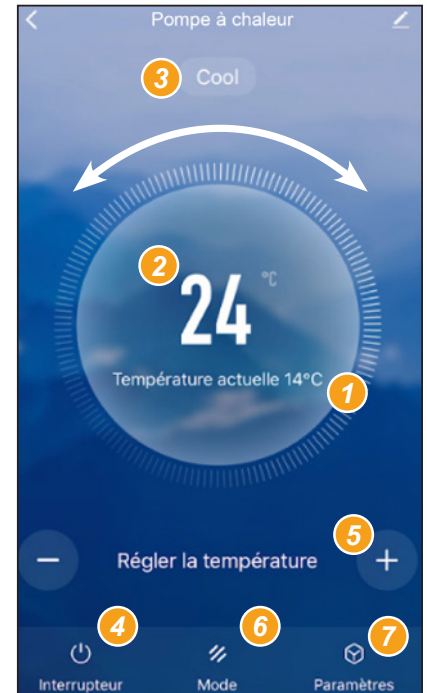 Pompe à chaleur
3 Cool
2
24 °C
Température actuelle 14°C
1
5
Régler la température
4 6 7
Interrupteur Mode Paramètres